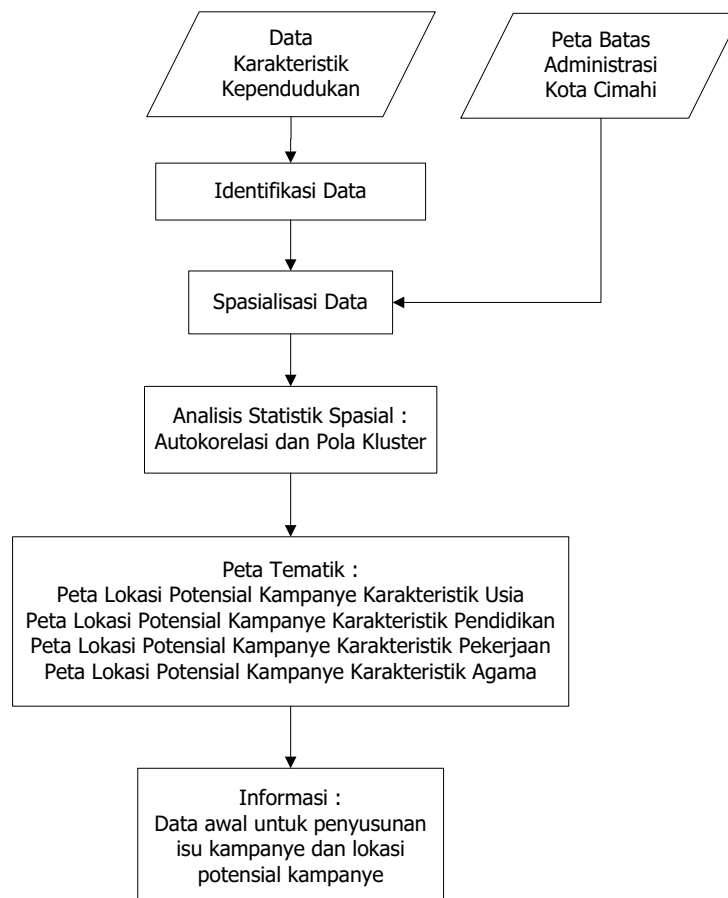 Data
Karakteristik
Kependudukan
Peta Batas
Administrasi
Kota Cimahi
Identifikasi Data
Spasialisasi Data
Analisis Statistik Spasial :
Autokorelasi dan Pola Kluster
Peta Tematik :
Peta Lokasi Potensial Kampanye Karakteristik Usia
Peta Lokasi Potensial Kampanye Karakteristik Pendidikan
Peta Lokasi Potensial Kampanye Karakteristik Pekerjaan
Peta Lokasi Potensial Kampanye Karakteristik Agama
Informasi :
Data awal untuk penyusunan
isu kampanye dan lokasi
potensial kampanye